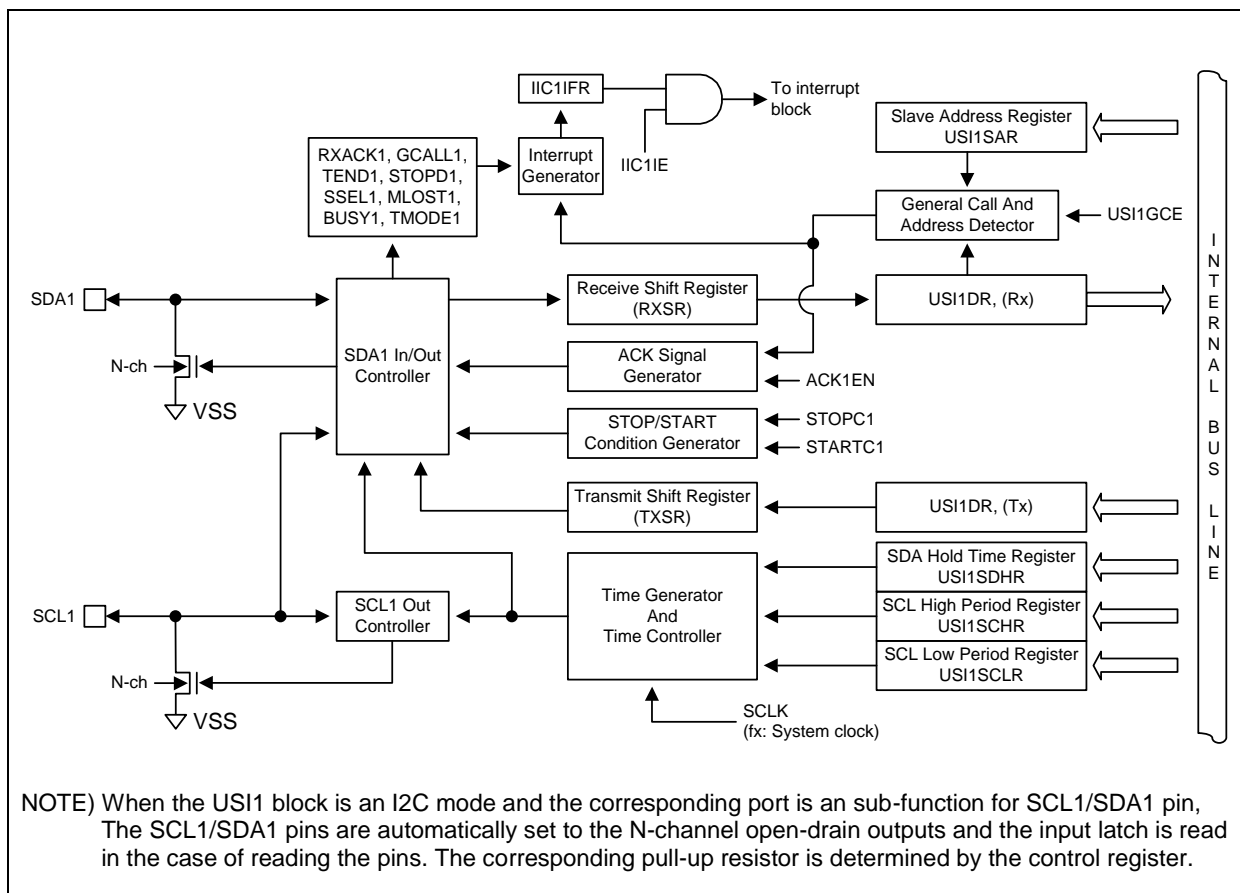 IIC1IFR
To interrupt
block
IIC1IE
Slave Address Register
USI1SAR
RXACK1, GCALL1,
TEND1, STOPD1,
SSEL1, MLOST1,
BUSY1, TMODE1
Interrupt
Generator
General Call And
Address Detector
USI1GCE
SDA1
SDA1 In/Out
Controller
Receive Shift Register
(RXSR)
USI1DR, (Rx)
N-ch
VSS
ACK Signal
Generator
ACK1EN
STOP/START
Condition Generator
STOPC1
STARTC1
Transmit Shift Register
(TXSR)
USI1DR, (Tx)
SDA Hold Time Register
USI1SDHR
SCL1
SCL1 Out
Controller
Time Generator
And
Time Controller
SCL High Period Register
USI1SCHR
SCL Low Period Register
USI1SCLR
N-ch
VSS
SCLK
(fx: System clock)
INTERNAL BUS LINE
NOTE) When the USI1 block is an I2C mode and the corresponding port is an sub-function for SCL1/SDA1 pin,
The SCL1/SDA1 pins are automatically set to the N-channel open-drain outputs and the input latch is read
in the case of reading the pins. The corresponding pull-up resistor is determined by the control register.